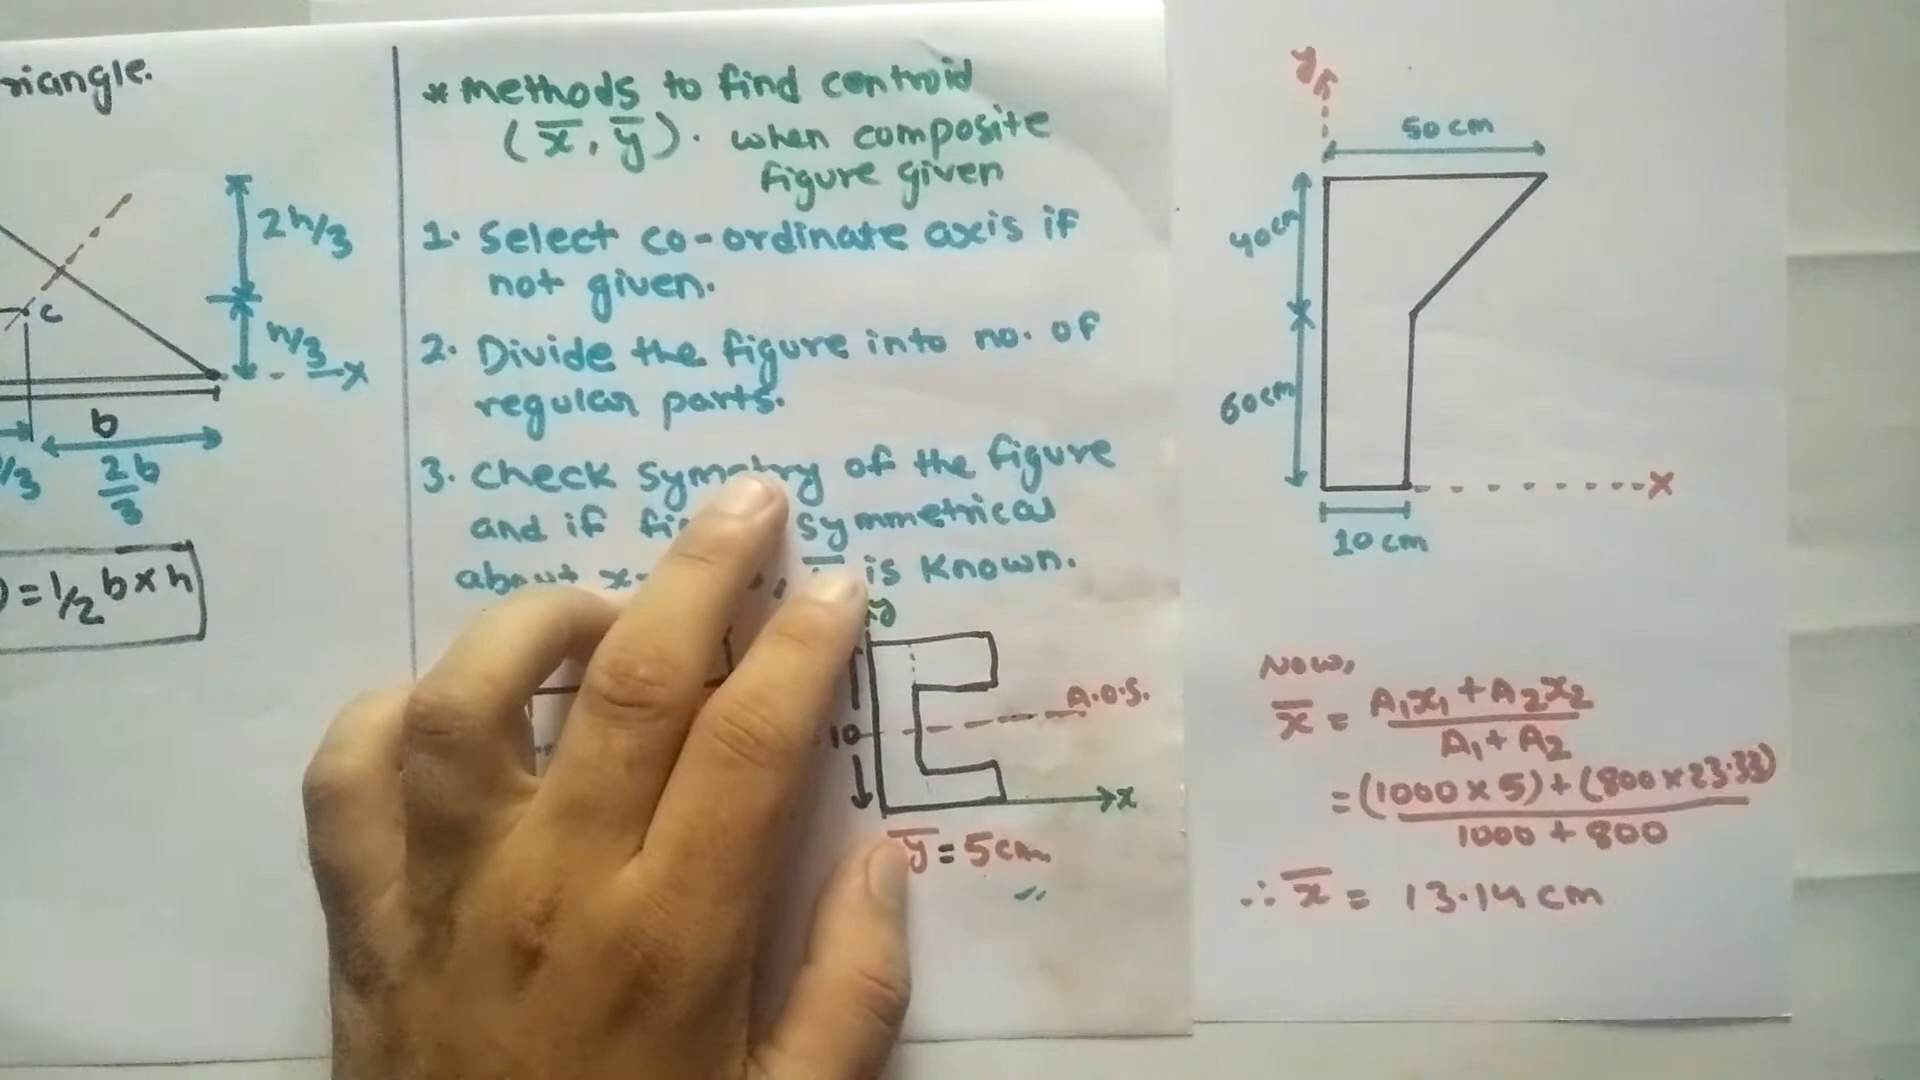 riangle.
2h/3
c
h/3
x
b
/3
2b
3
)=1/2 b×h
* Methods to find centroid
(x̅, y̅). when composite
figure given
1. Select co-ordinate axis if
not given.
2. Divide the figure into no. of
regular parts.
3. Check symmetry of the figure
and if symmetrical
about x- is known.
y
A.O.S.
10
x
y̅ = 5cm
y
50 cm
40cm
60cm
x
10 cm
Now,
x̅ = A₁x₁ + A₂x₂
A₁ + A₂
= (1000 × 5) + (800 × 23.33)
1000 + 800
∴ x̅ = 13.14 cm